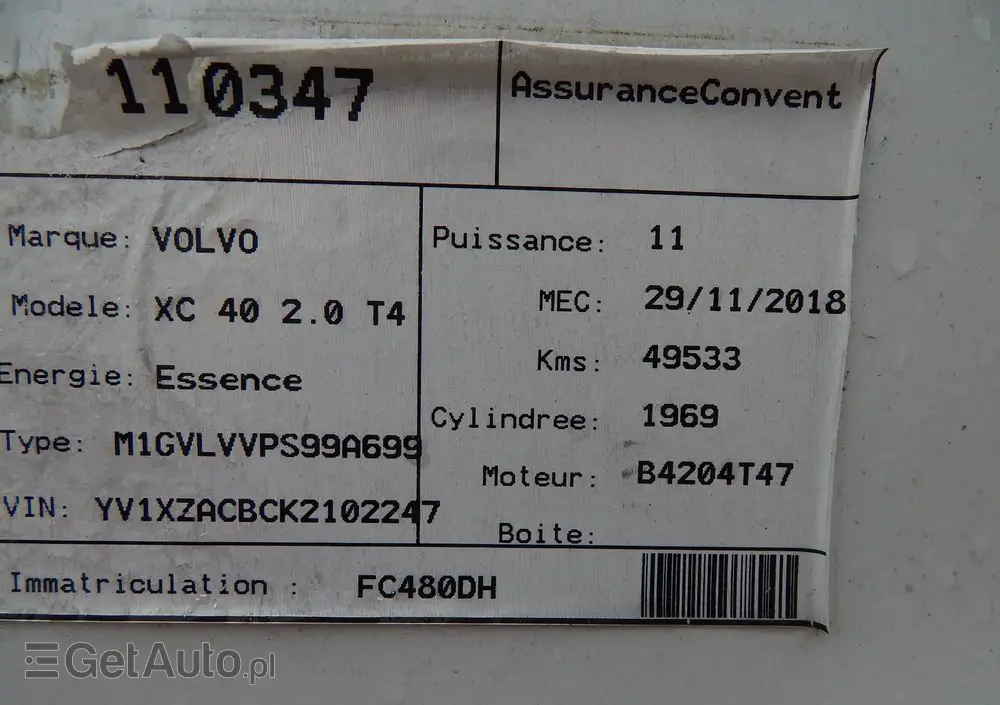 110347
AssuranceConvent
Marque: VOLVO
Modele: XC 40 2.0 T4
Energie: Essence
Type: M1GVLVVPS99A699
VIN: YV1XZACBCK2102247
Puissance: 11
MEC: 29/11/2018
Kms: 49533
Cylindree: 1969
Moteur: B4204T47
Boite:
Immatriculation : FC480DH
GetAuto.pl